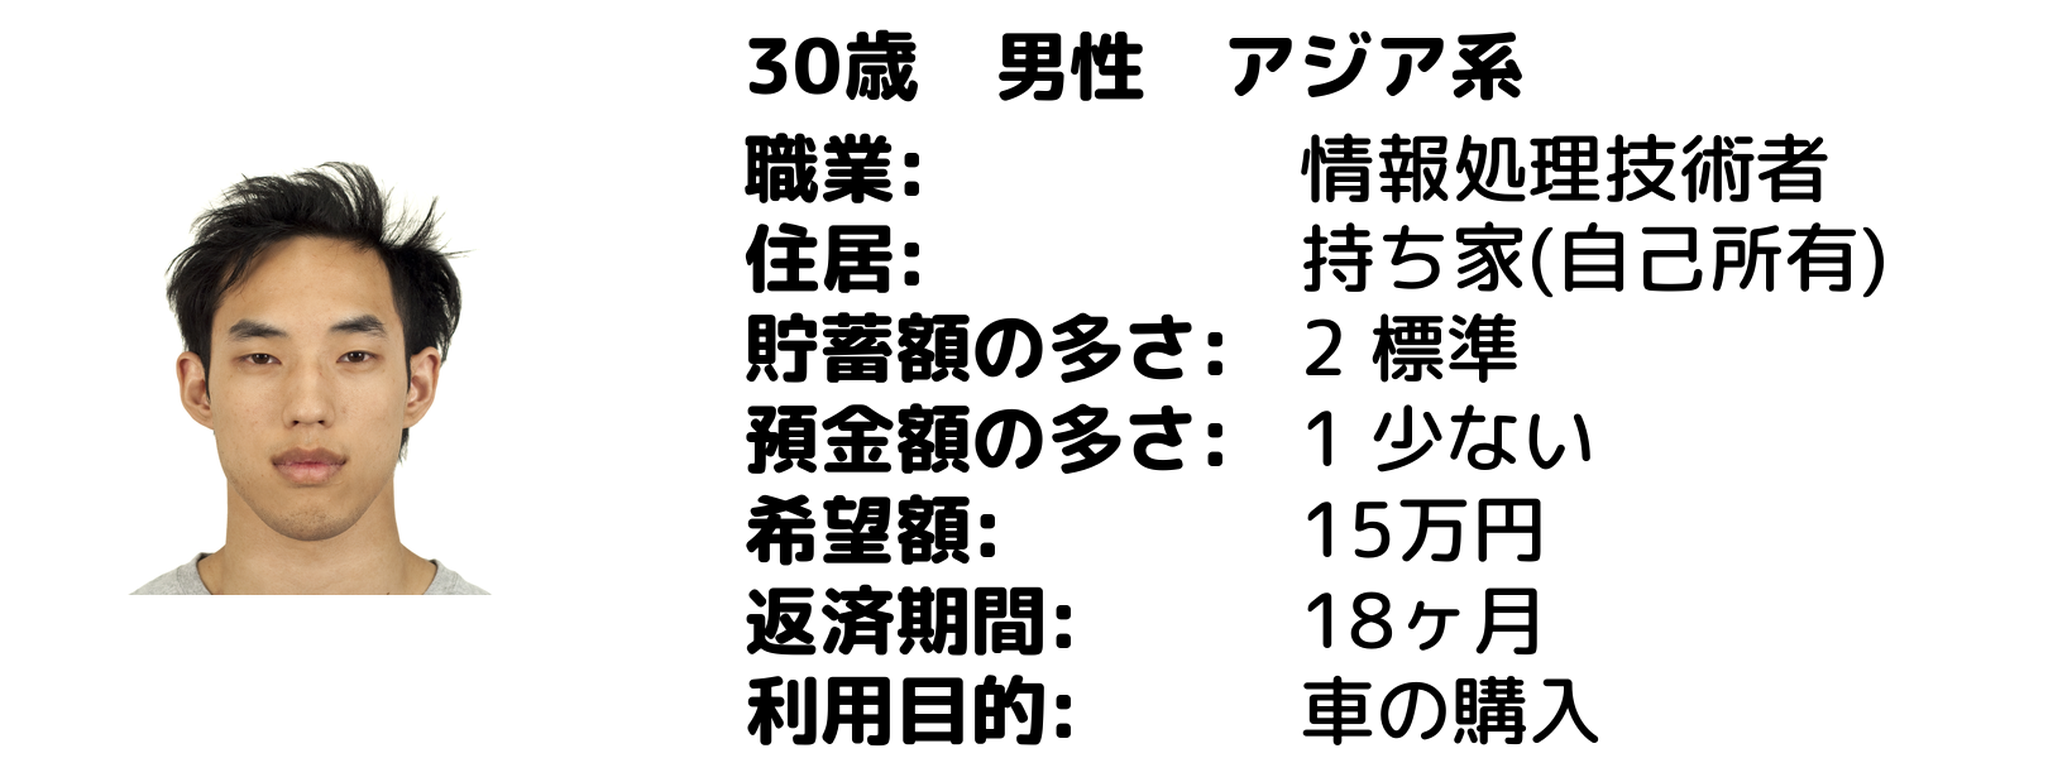 30歳　男性　アジア系
職業: 情報処理技術者
住居: 持ち家(自己所有)
貯蓄額の多さ: 2 標準
預金額の多さ: 1 少ない
希望額: 15万円
返済期間: 18ヶ月
利用目的: 車の購入